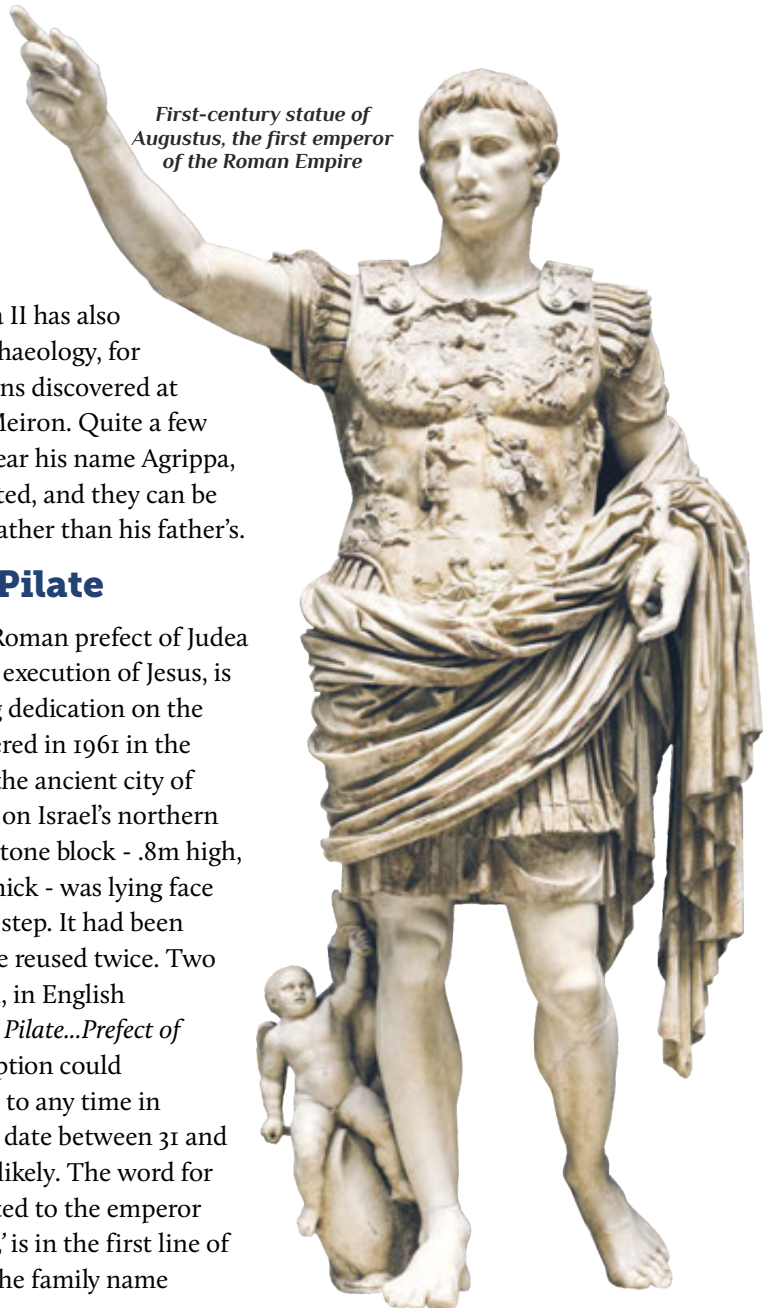 First-century statue of
Augustus, the first emperor
of the Roman Empire
II has also
haeology, for
ns discovered at
Meiron. Quite a few
ear his name Agrippa,
ted, and they can be
ather than his father's.
Pilate
Roman prefect of Judea
execution of Jesus, is
g dedication on the
ered in 1961 in the
the ancient city of
on Israel's northern
tone block - .8m high,
hick - was lying face
step. It had been
e reused twice. Two
, in English
Pilate...Prefect of
ption could
to any time in
date between 31 and
likely. The word for
ted to the emperor
,' is in the first line of
he family name